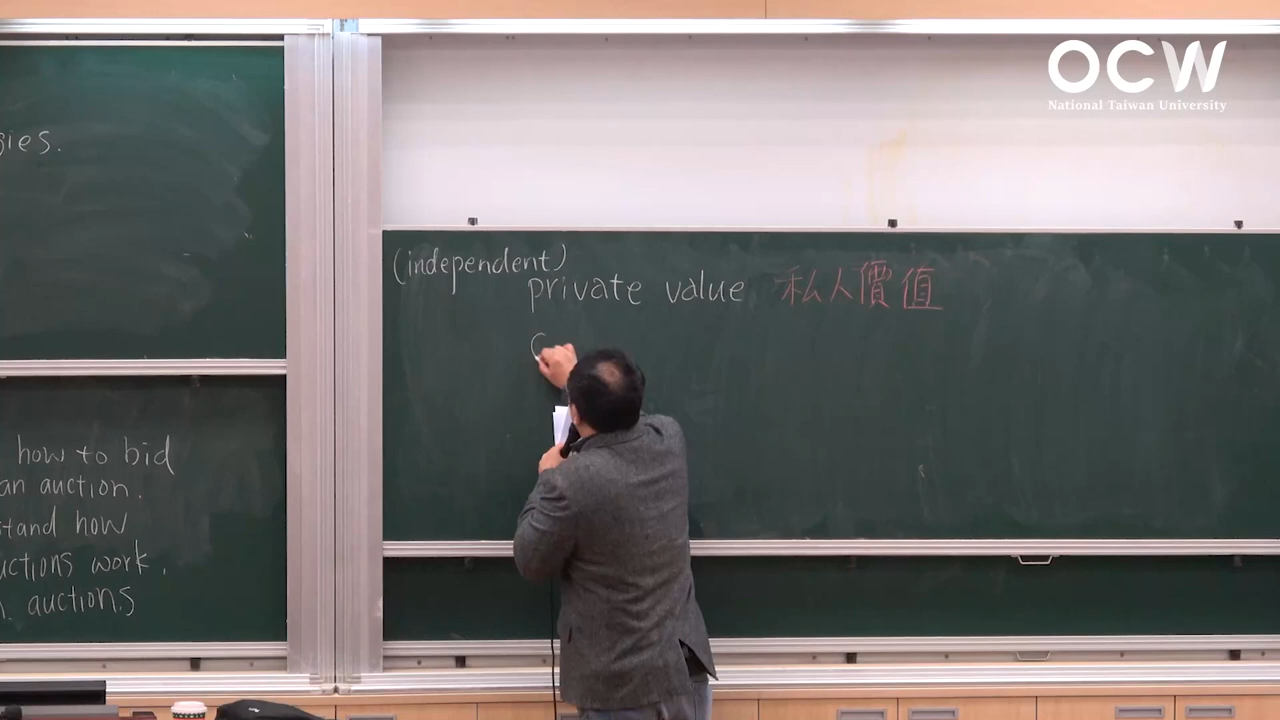 OCW
National Taiwan University
gies.
how to bid
an auction.
stand how
uctions work.
auctions
(independent)
private value 私人價值
C